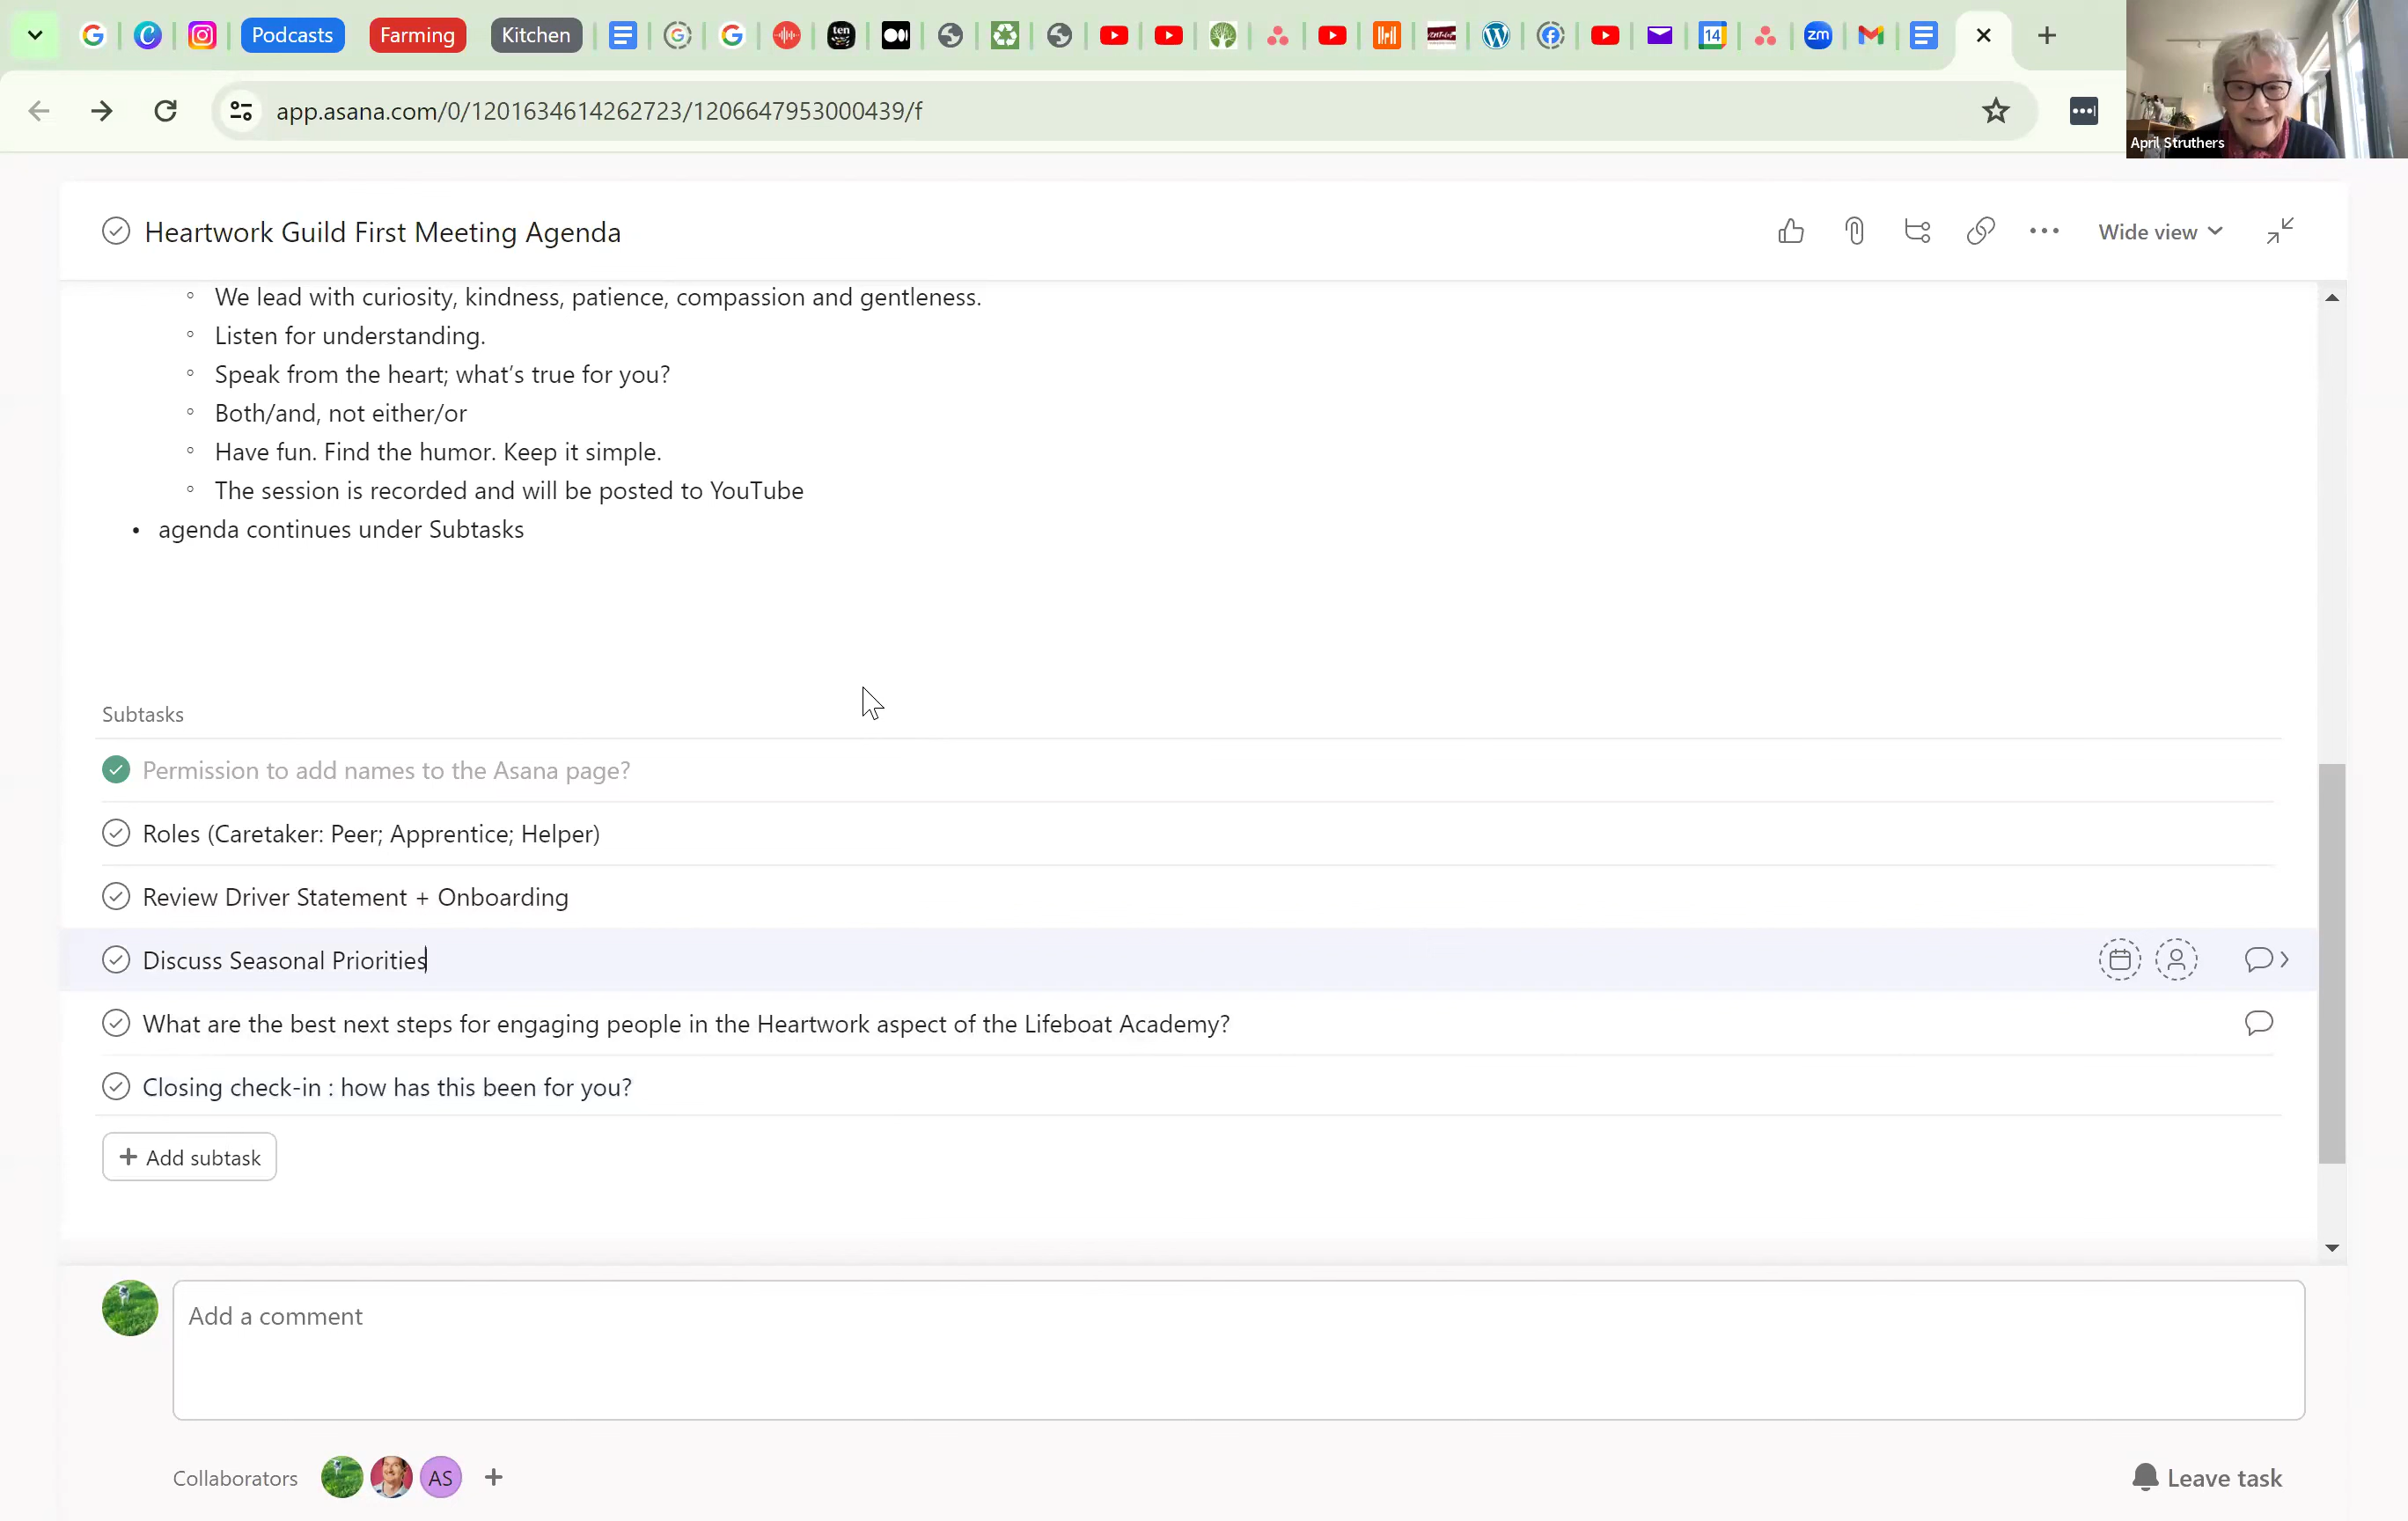 Podcasts
Farming
Kitchen
ten
14
zm
app.asana.com/0/1201634614262723/1206647953000439/f
April Struthers
Heartwork Guild First Meeting Agenda
Wide view
◦ We lead with curiosity, kindness, patience, compassion and gentleness.
◦ Listen for understanding.
◦ Speak from the heart; what's true for you?
◦ Both/and, not either/or
◦ Have fun. Find the humor. Keep it simple.
◦ The session is recorded and will be posted to YouTube
• agenda continues under Subtasks
Subtasks
Permission to add names to the Asana page?
Roles (Caretaker: Peer; Apprentice; Helper)
Review Driver Statement + Onboarding
Discuss Seasonal Priorities
What are the best next steps for engaging people in the Heartwork aspect of the Lifeboat Academy?
Closing check-in : how has this been for you?
+ Add subtask
Add a comment
Collaborators
AS
Leave task